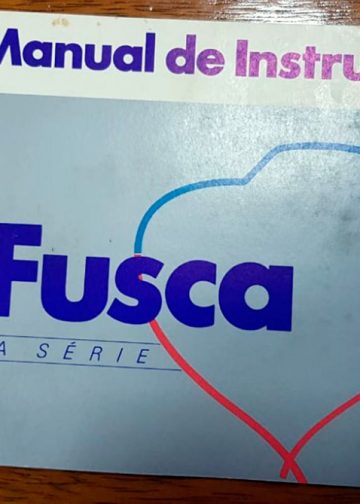 Manual de Instru
Fusca
A SÉRIE